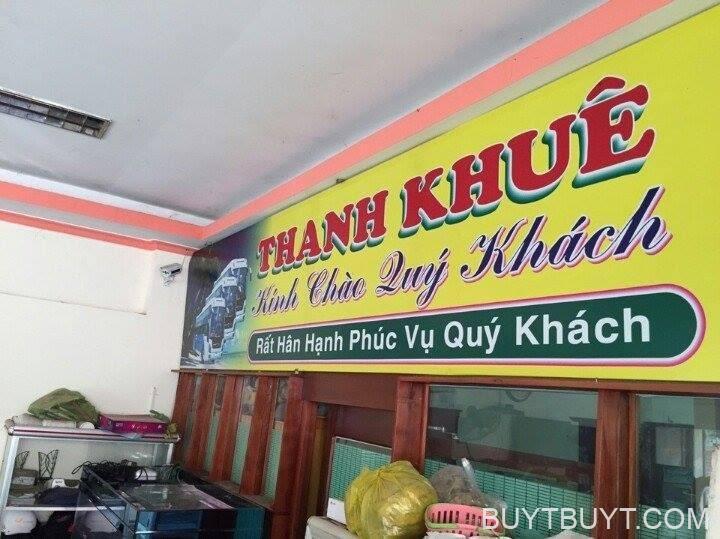 THANH KHUÊ
Kính Chào Quý Khách
Rất Hân Hạnh Phúc Vụ Quý Khách
BUYTBUYT.COM